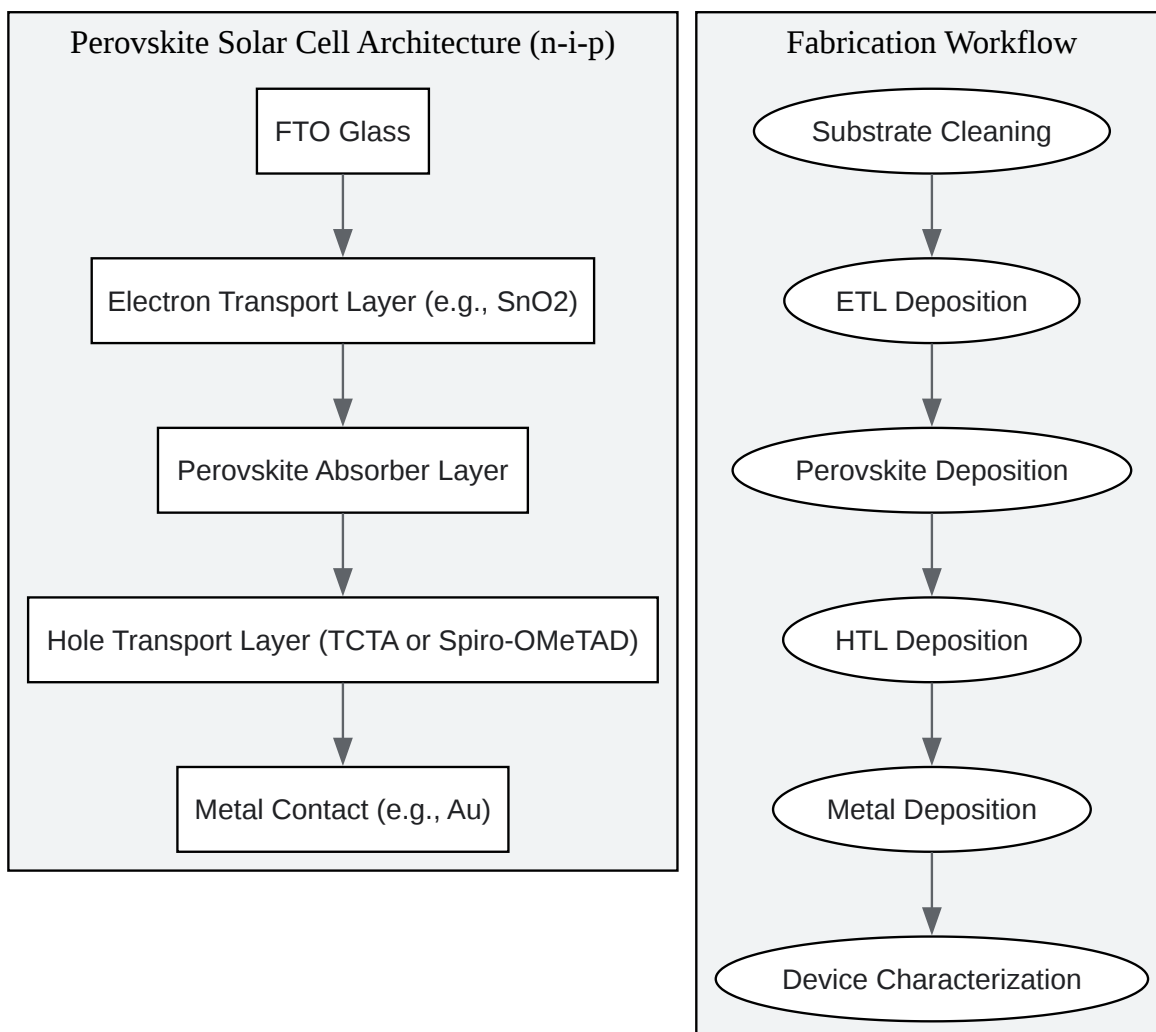 Perovskite Solar Cell Architecture (n-i-p)
FTO Glass
Electron Transport Layer (e.g., SnO2)
Perovskite Absorber Layer
Hole Transport Layer (TCTA or Spiro-OMeTAD)
Metal Contact (e.g., Au)
Fabrication Workflow
Substrate Cleaning
ETL Deposition
Perovskite Deposition
HTL Deposition
Metal Deposition
Device Characterization